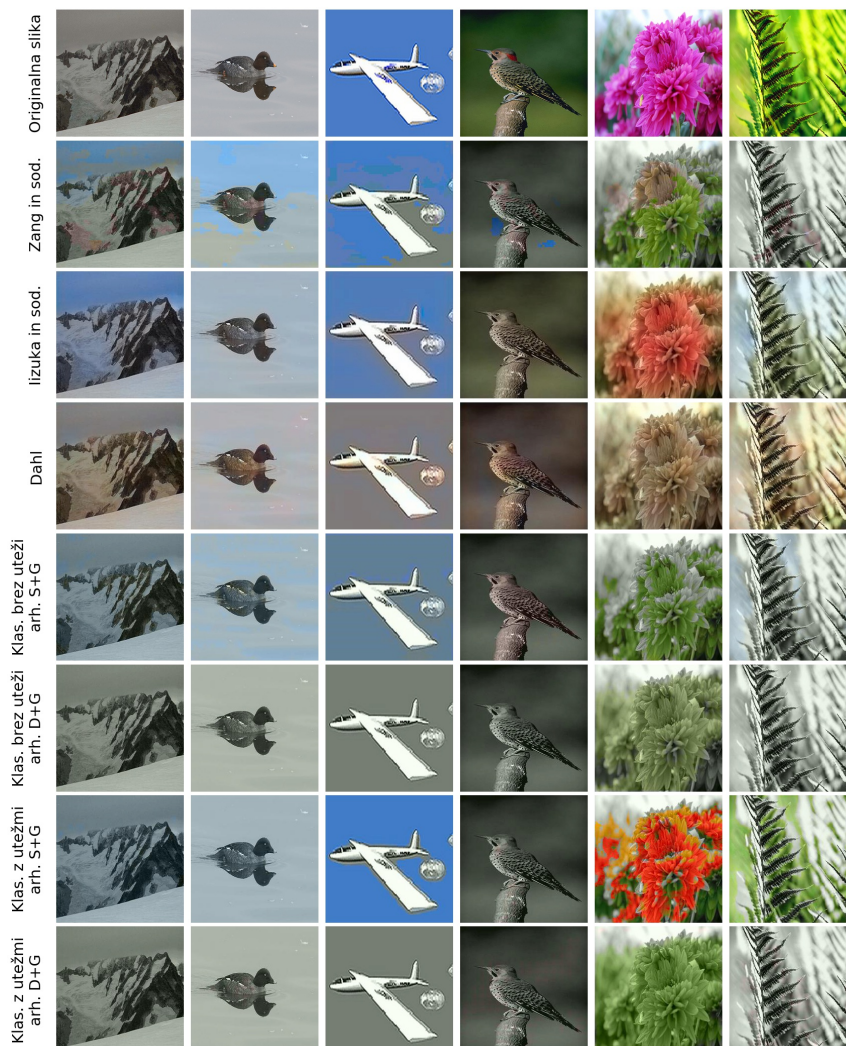 Originalna slika
Zang in sod.
Iizuka in sod.
Dahl
Klas. brez uteži
arh. S+G
Klas. brez uteži
arh. D+G
Klas. z utežmi
arh. S+G
Klas. z utežmi
arh. D+G